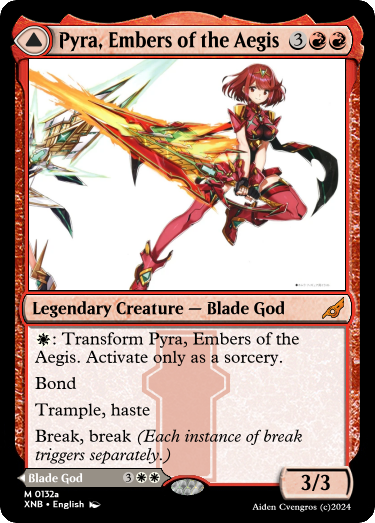 Pyra, Embers of the Aegis 3
Legendary Creature — Blade God
: Transform Pyra, Embers of the
Aegis. Activate only as a sorcery.
Bond
Trample, haste
Break, break (Each instance of break
triggers separately.)
Blade God 3
3/3
M 0132a
XNB • English
Aiden Cvengros (c)2024